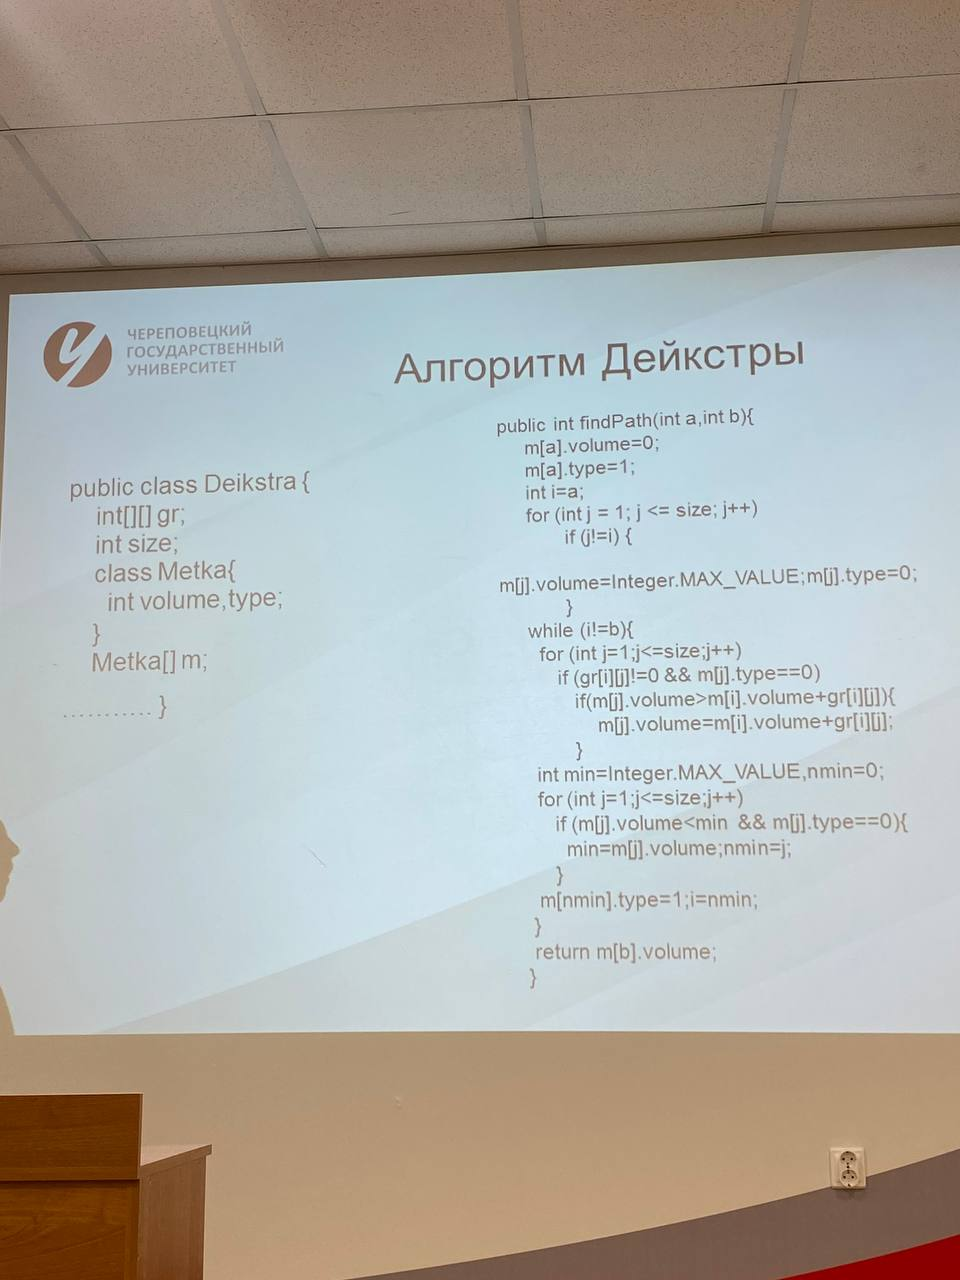 ЧЕРЕПОВЕЦКИЙ
ГОСУДАРСТВЕННЫЙ
УНИВЕРСИТЕТ
Алгоритм Дейкстры
public class Deikstra {
int[][] gr;
int size;
class Metka{
int volume,type;
}
Metka[] m;
........... }
public int findPath(int a,int b){
m[a].volume=0;
m[a].type=1;
int i=a;
for (int j = 1; j <= size; j++)
if (j!=i) {
m[j].volume=Integer.MAX_VALUE;m[j].type=0;
}
while (i!=b){
for (int j=1;j<=size;j++)
if (gr[i][j]!=0 && m[j].type==0)
if(m[j].volume>m[i].volume+gr[i][j]){
m[j].volume=m[i].volume+gr[i][j];
}
int min=Integer.MAX_VALUE,nmin=0;
for (int j=1;j<=size;j++)
if (m[j].volume<min && m[j].type==0){
min=m[j].volume;nmin=j;
}
m[nmin].type=1;i=nmin;
}
return m[b].volume;
}